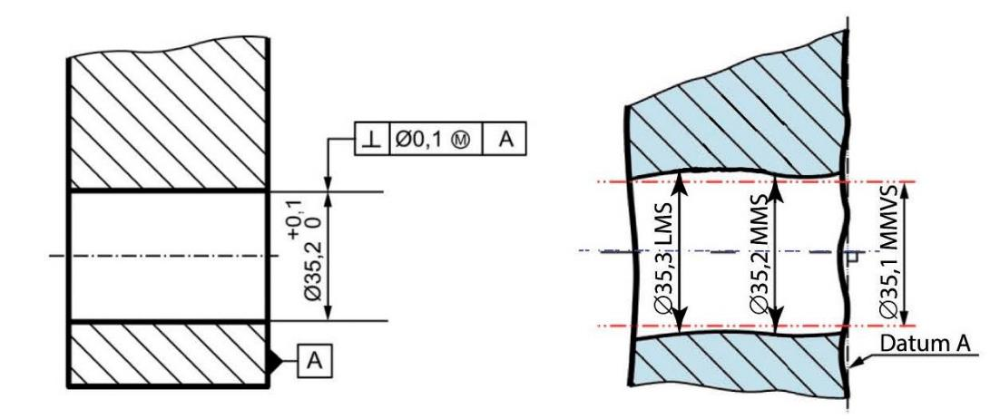 ⊥ Ø0,1 Ⓜ A
Ø35,2 +0,1 0
A
Ø35,3 LMS
Ø35,2 MMS
Ø35,1 MMVS
Datum A